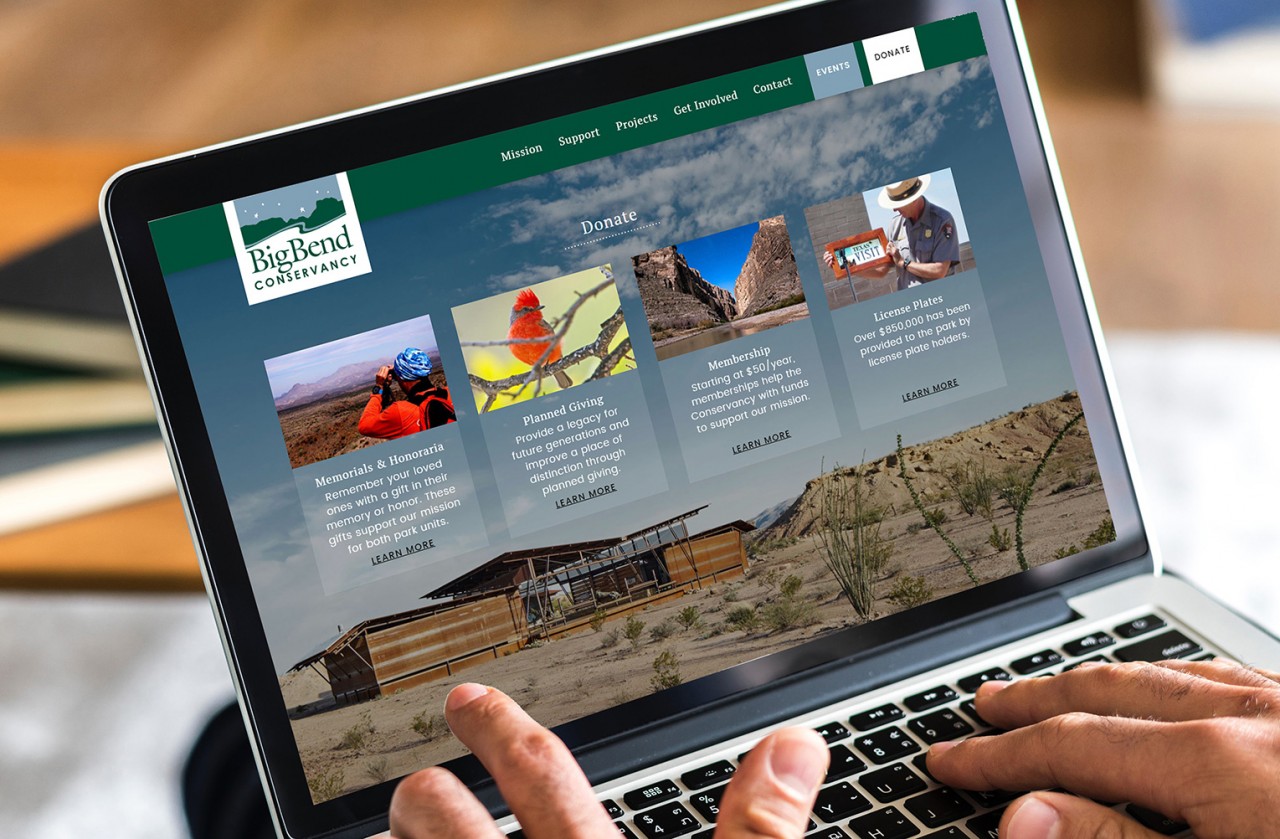 Mission
Support
Projects
Get Involved
Contact
EVENTS
DONATE
BigBend
CONSERVANCY
Donate
Memorials & Honoraria
Remember your loved
ones with a gift in their
memory or honor. These
gifts support our mission
for both park units.
LEARN MORE
Planned Giving
Provide a legacy for
future generations and
improve a place of
distinction through
planned giving.
LEARN MORE
Membership
Starting at $50/year,
memberships help the
Conservancy with funds
to support our mission.
LEARN MORE
TEXAS
VISIT
License Plates
Over $850,000 has been
provided to the park by
license plate holders.
LEARN MORE
delete
Y
U
H
J